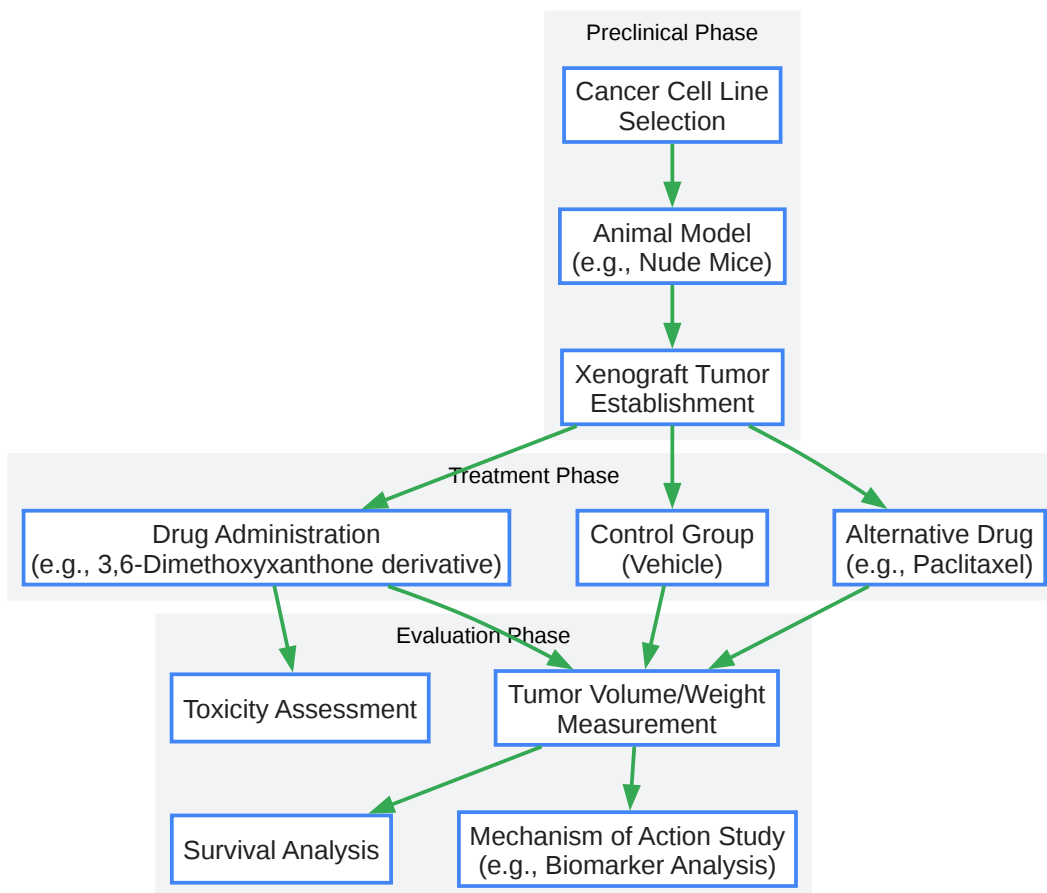 Preclinical Phase
Cancer Cell Line
Selection
Animal Model
(e.g., Nude Mice)
Xenograft Tumor
Establishment
Treatment Phase
Drug Administration
(e.g., 3,6-Dimethoxyxanthone derivative)
Control Group
(Vehicle)
Alternative Drug
(e.g., Paclitaxel)
Evaluation Phase
Toxicity Assessment
Tumor Volume/Weight
Measurement
Survival Analysis
Mechanism of Action Study
(e.g., Biomarker Analysis)